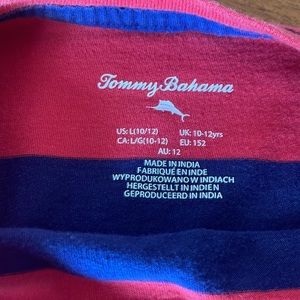 Tommy Bahama
US: L(10/12) UK: 10-12yrs
CA: L/G(10-12) EU: 152
AU: 12
MADE IN INDIA
FABRIQUÉ EN INDE
WYPRODUKOWANO W INDIACH
HERGESTELLT IN INDIEN
GEPRODUCEERD IN INDIA